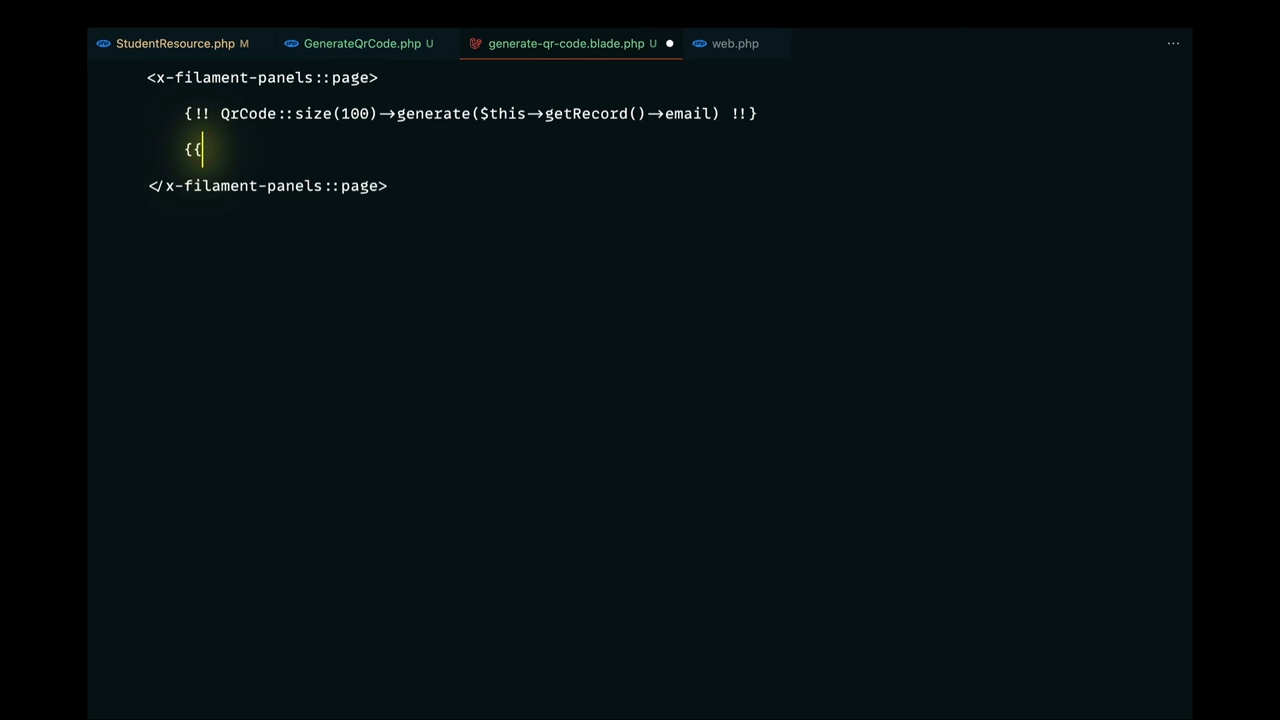 StudentResource.php M GenerateQrCode.php U generate-qr-code.blade.php U web.php ...
<x-filament-panels::page>
{!! QrCode::size(100)->generate($this->getRecord()->email) !!}
{{
</x-filament-panels::page>